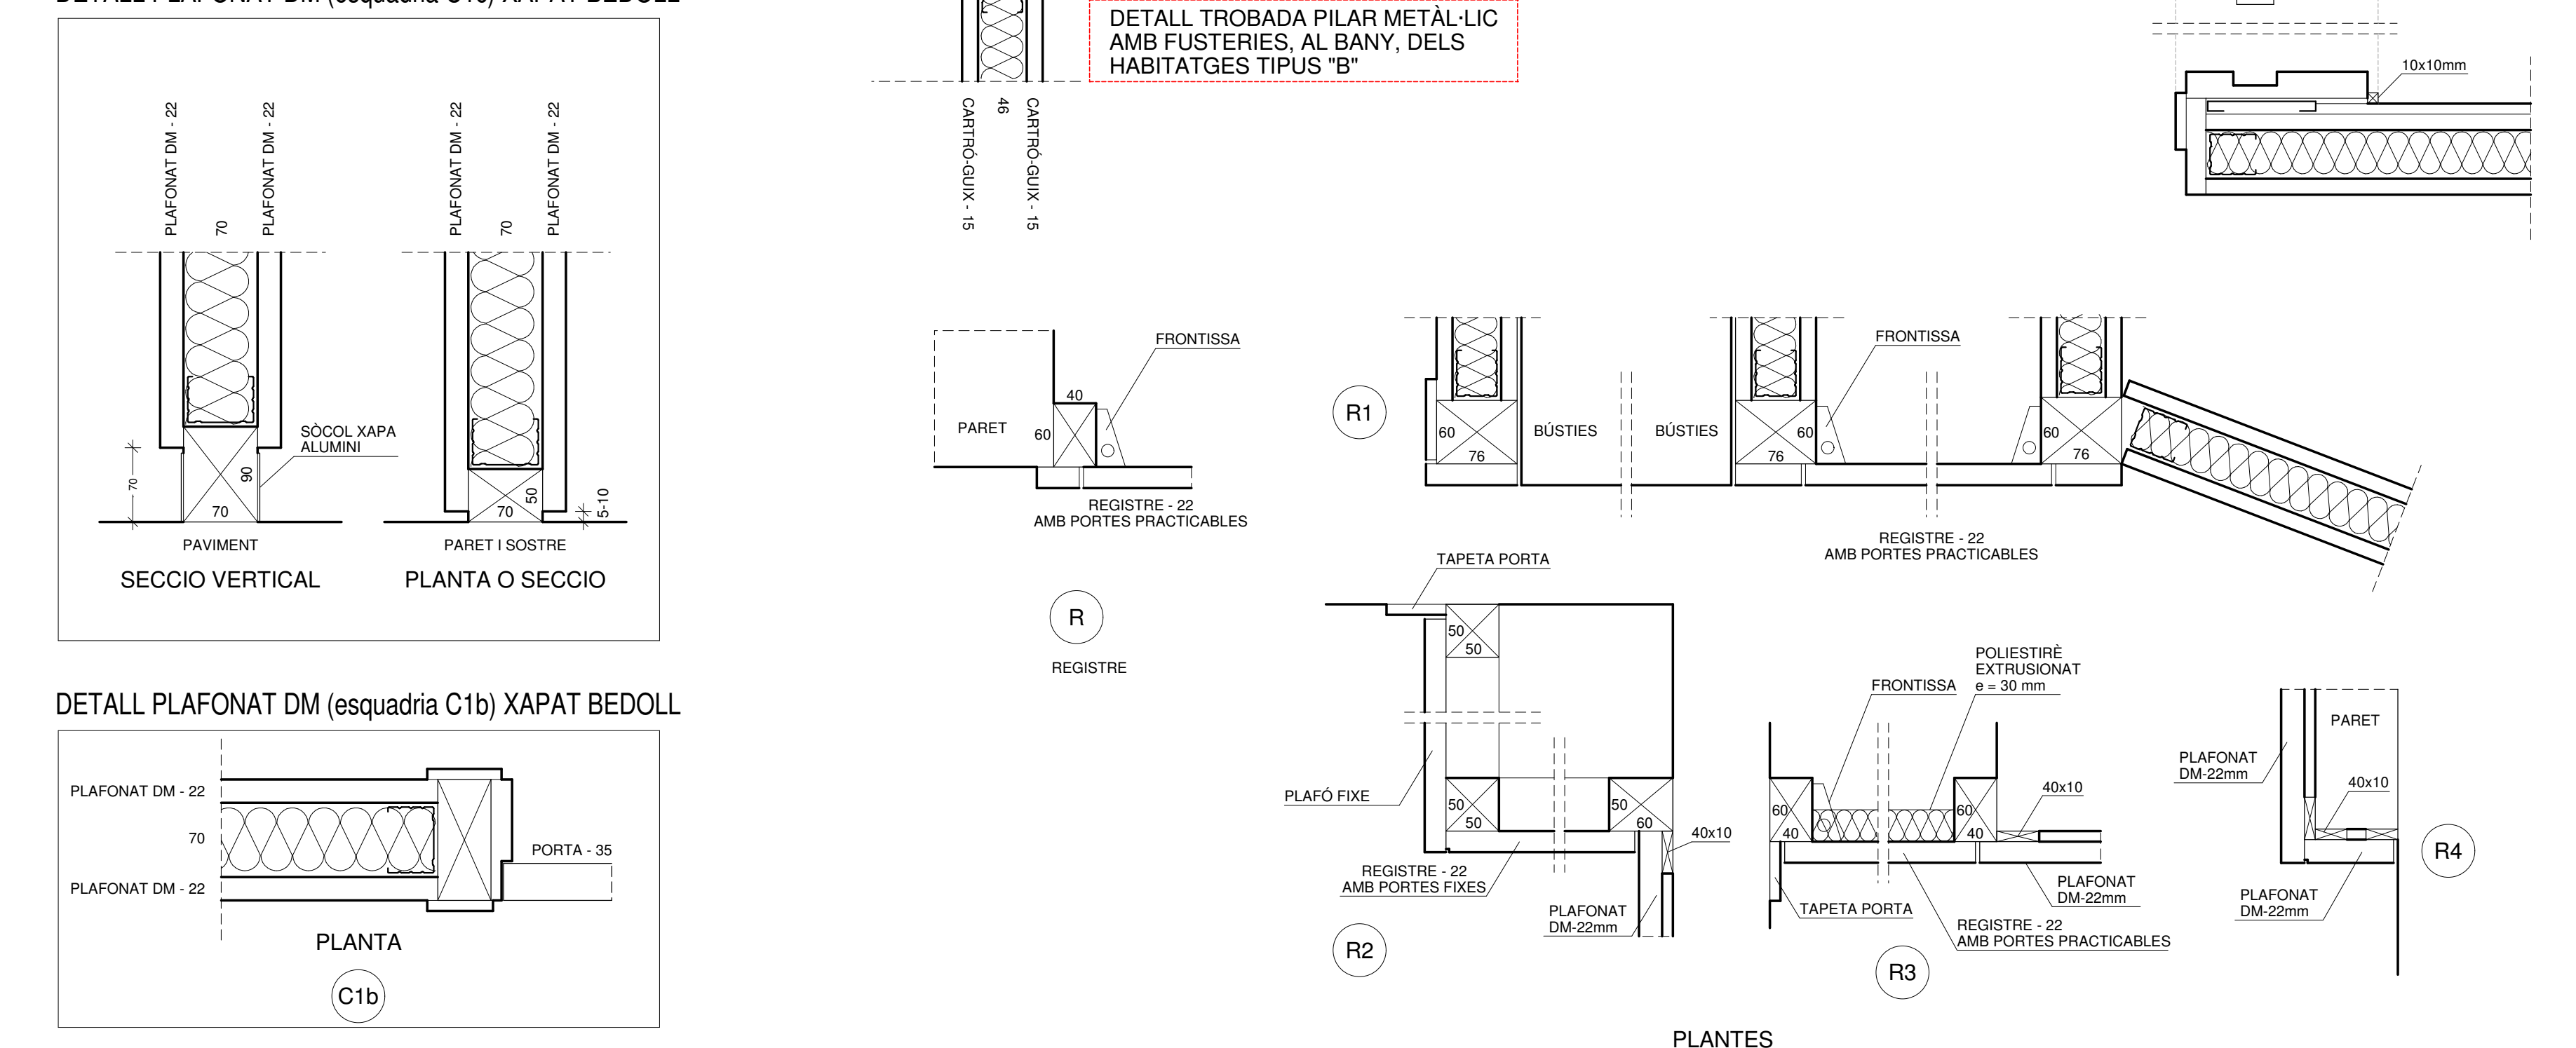 DETALL PLAFONAT DM (esquadria C1c) XAPAT BEDOLL
PLAFONAT DM - 22
70
PLAFONAT DM - 22
PLAFONAT DM - 22
70
PLAFONAT DM - 22
SÒCOL XAPA
ALUMINI
70
90
70
50
70
5-10
PAVIMENT
PARET I SOSTRE
SECCIO VERTICAL
PLANTA O SECCIO
DETALL PLAFONAT DM (esquadria C1b) XAPAT BEDOLL
PLAFONAT DM - 22
70
PLAFONAT DM - 22
PORTA - 35
PLANTA
C1b
DETALL TROBADA PILAR METÀL·LIC
AMB FUSTERIES, AL BANY, DELS
HABITATGES TIPUS "B"
CARTRÓ-GUIX - 15
46
CARTRÓ-GUIX - 15
10x10mm
FRONTISSA
40
PARET
60
REGISTRE - 22
AMB PORTES PRACTICABLES
R
REGISTRE
R1
FRONTISSA
60
76
BÚSTIES
BÚSTIES
60
76
60
76
REGISTRE - 22
AMB PORTES PRACTICABLES
TAPETA PORTA
50
50
PLAFÓ FIXE
50
50
50
60
40x10
REGISTRE - 22
AMB PORTES FIXES
PLAFONAT
DM-22mm
R2
POLIESTIRÈ
EXTRUSIONAT
e = 30 mm
FRONTISSA
60
40
60
40
40x10
TAPETA PORTA
PLAFONAT
DM-22mm
REGISTRE - 22
AMB PORTES PRACTICABLES
R3
PARET
PLAFONAT
DM-22mm
40x10
PLAFONAT
DM-22mm
R4
PLANTES